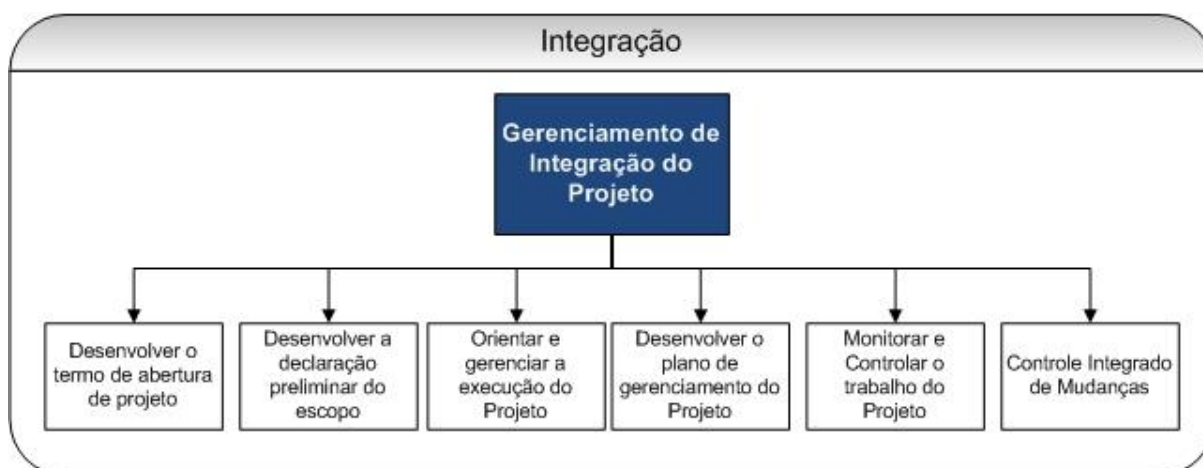 Integração
Gerenciamento de
Integração do
Projeto
Desenvolver o
termo de abertura
de projeto
Desenvolver a
declaração
preliminar do
escopo
Orientar e
gerenciar a
execução do
Projeto
Desenvolver o
plano de
gerenciamento do
Projeto
Monitorar e
Controlar o
trabalho do
Projeto
Controle Integrado
de Mudanças